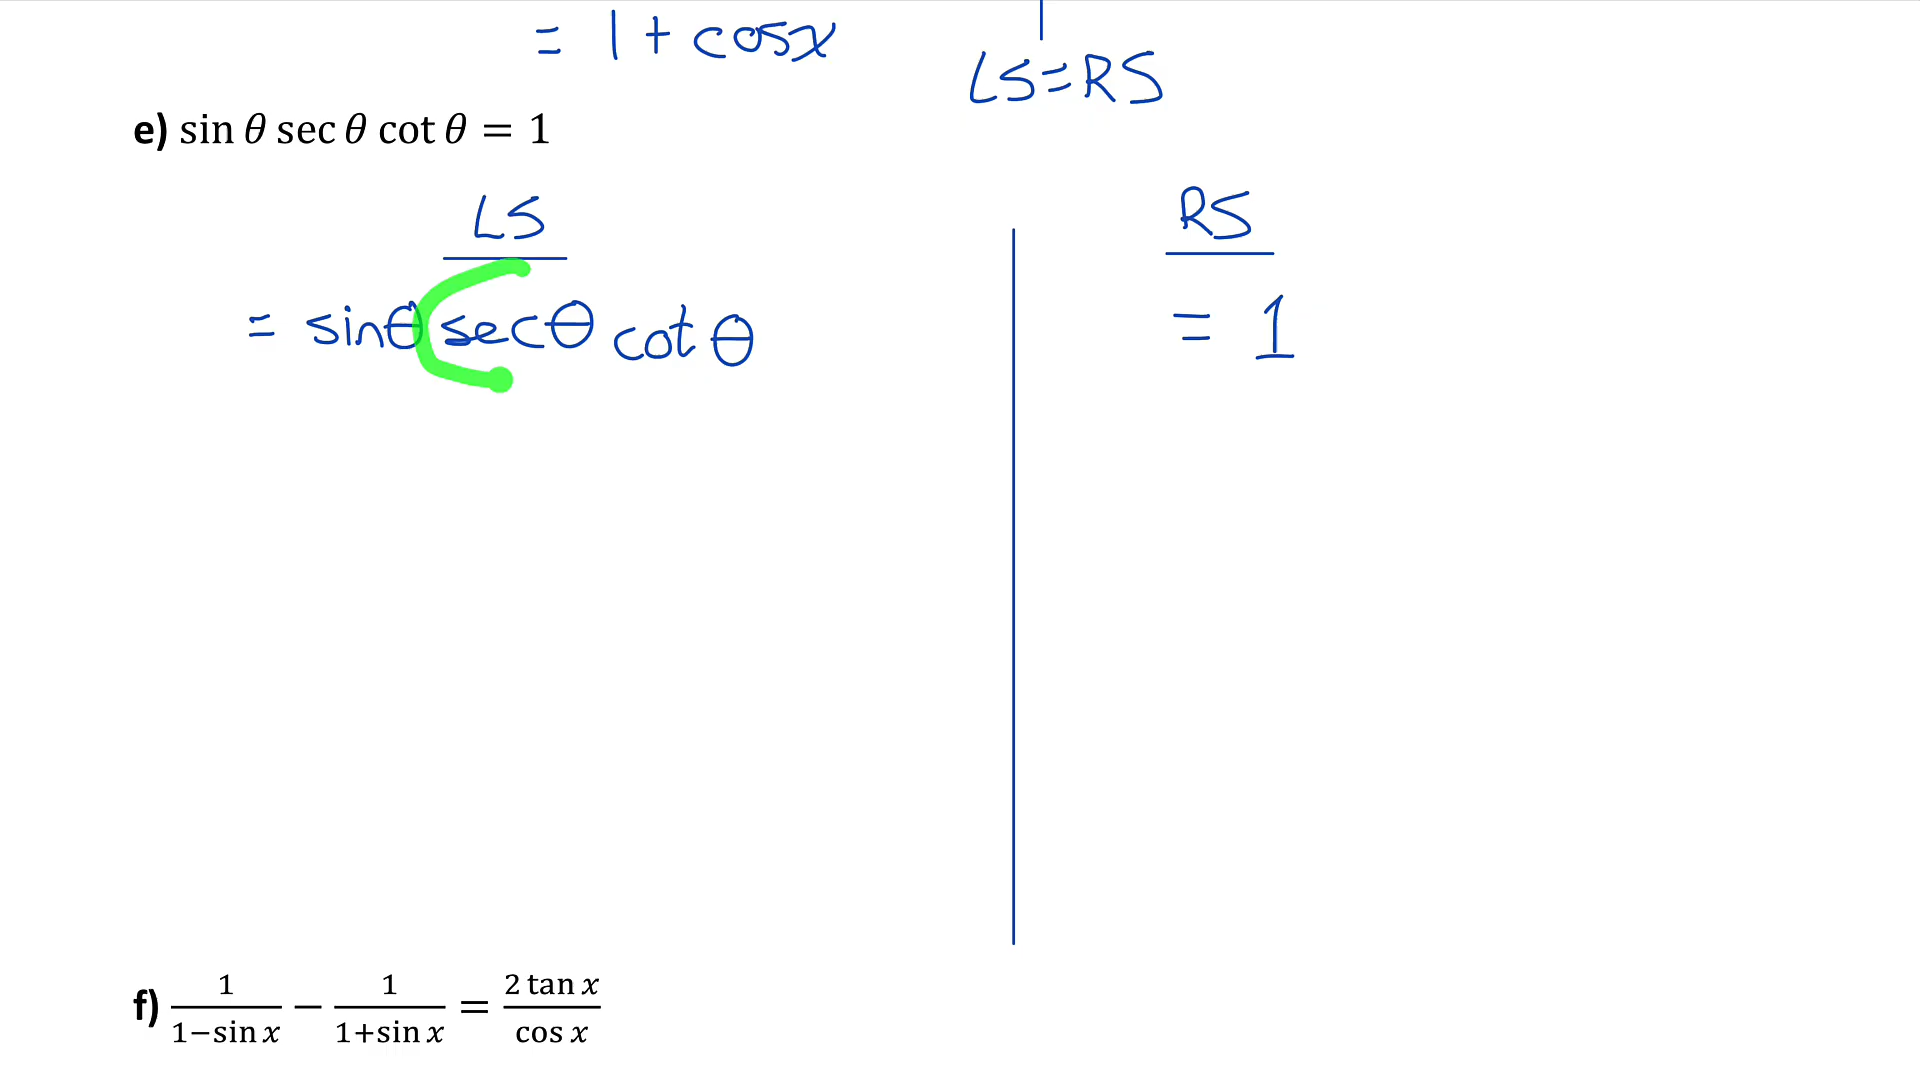 = 1 + cosx
LS=RS
e) sin θ sec θ cot θ = 1
LS
RS
= sinθ secθ cot θ
= 1
f) 1/(1−sin x) − 1/(1+sin x) = (2 tan x)/(cos x)